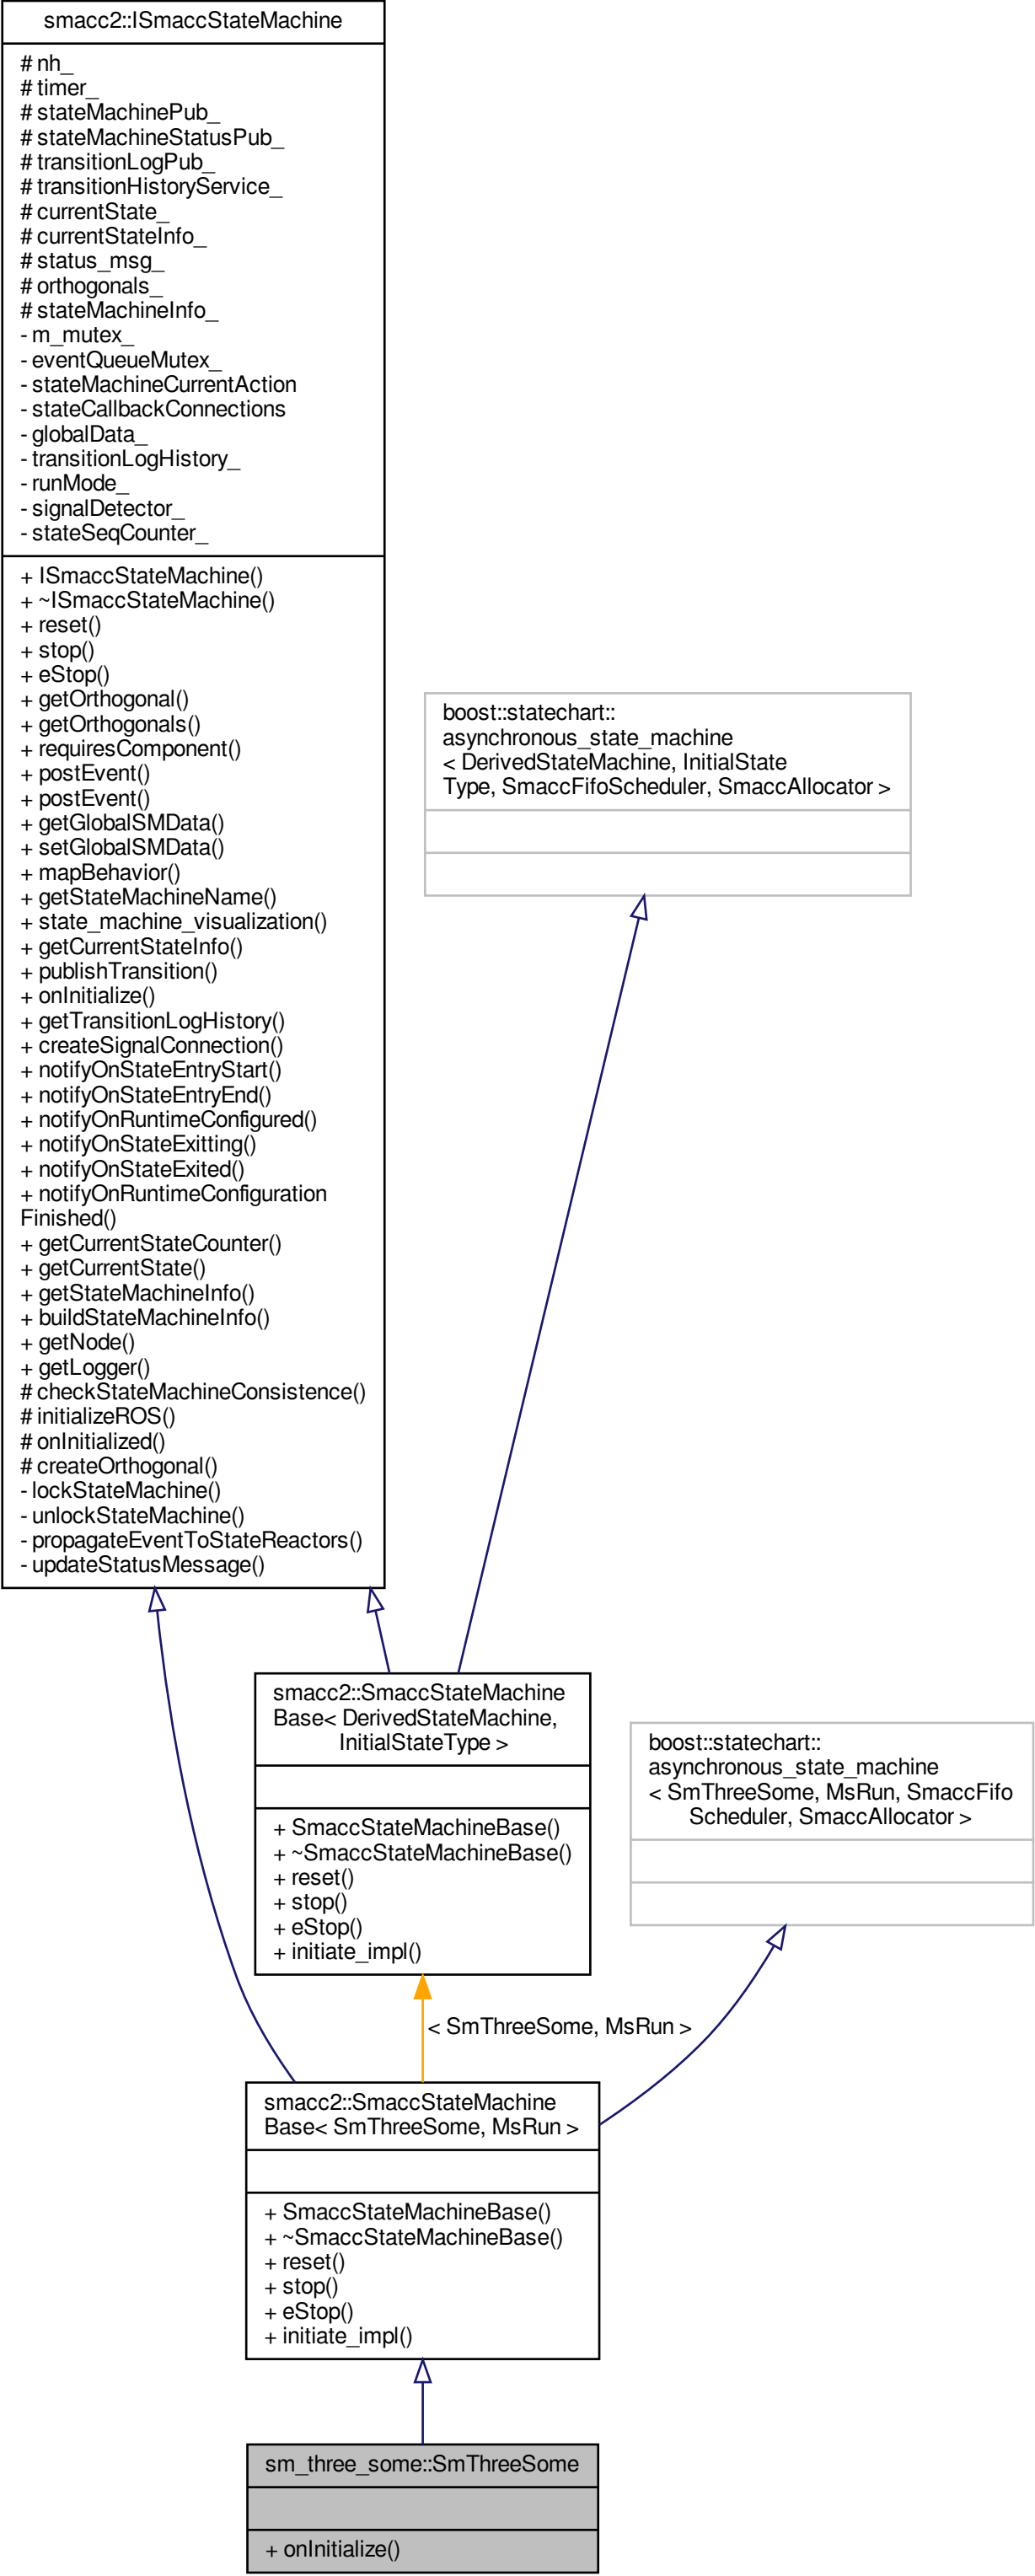 smacc2::ISmaccStateMachine
# nh_
# timer_
# stateMachinePub_
# stateMachineStatusPub_
# transitionLogPub_
# transitionHistoryService_
# currentState_
# currentStateInfo_
# status_msg_
# orthogonals_
# stateMachineInfo_
- m_mutex_
- eventQueueMutex_
- stateMachineCurrentAction
- stateCallbackConnections
- globalData_
- transitionLogHistory_
- runMode_
- signalDetector_
- stateSeqCounter_
+ ISmaccStateMachine()
+ ~ISmaccStateMachine()
+ reset()
+ stop()
+ eStop()
+ getOrthogonal()
+ getOrthogonals()
+ requiresComponent()
+ postEvent()
+ postEvent()
+ getGlobalSMData()
+ setGlobalSMData()
+ mapBehavior()
+ getStateMachineName()
+ state_machine_visualization()
+ getCurrentStateInfo()
+ publishTransition()
+ onInitialize()
+ getTransitionLogHistory()
+ createSignalConnection()
+ notifyOnStateEntryStart()
+ notifyOnStateEntryEnd()
+ notifyOnRuntimeConfigured()
+ notifyOnStateExitting()
+ notifyOnStateExited()
+ notifyOnRuntimeConfiguration
Finished()
+ getCurrentStateCounter()
+ getCurrentState()
+ getStateMachineInfo()
+ buildStateMachineInfo()
+ getNode()
+ getLogger()
# checkStateMachineConsistence()
# initializeROS()
# onInitialized()
# createOrthogonal()
- lockStateMachine()
- unlockStateMachine()
- propagateEventToStateReactors()
- updateStatusMessage()
boost::statechart::
asynchronous_state_machine
< DerivedStateMachine, InitialState
Type, SmaccFifoScheduler, SmaccAllocator >
smacc2::SmaccStateMachine
Base< DerivedStateMachine,
InitialStateType >
+ SmaccStateMachineBase()
+ ~SmaccStateMachineBase()
+ reset()
+ stop()
+ eStop()
+ initiate_impl()
boost::statechart::
asynchronous_state_machine
< SmThreeSome, MsRun, SmaccFifo
Scheduler, SmaccAllocator >
< SmThreeSome, MsRun >
smacc2::SmaccStateMachine
Base< SmThreeSome, MsRun >
+ SmaccStateMachineBase()
+ ~SmaccStateMachineBase()
+ reset()
+ stop()
+ eStop()
+ initiate_impl()
sm_three_some::SmThreeSome
+ onInitialize()